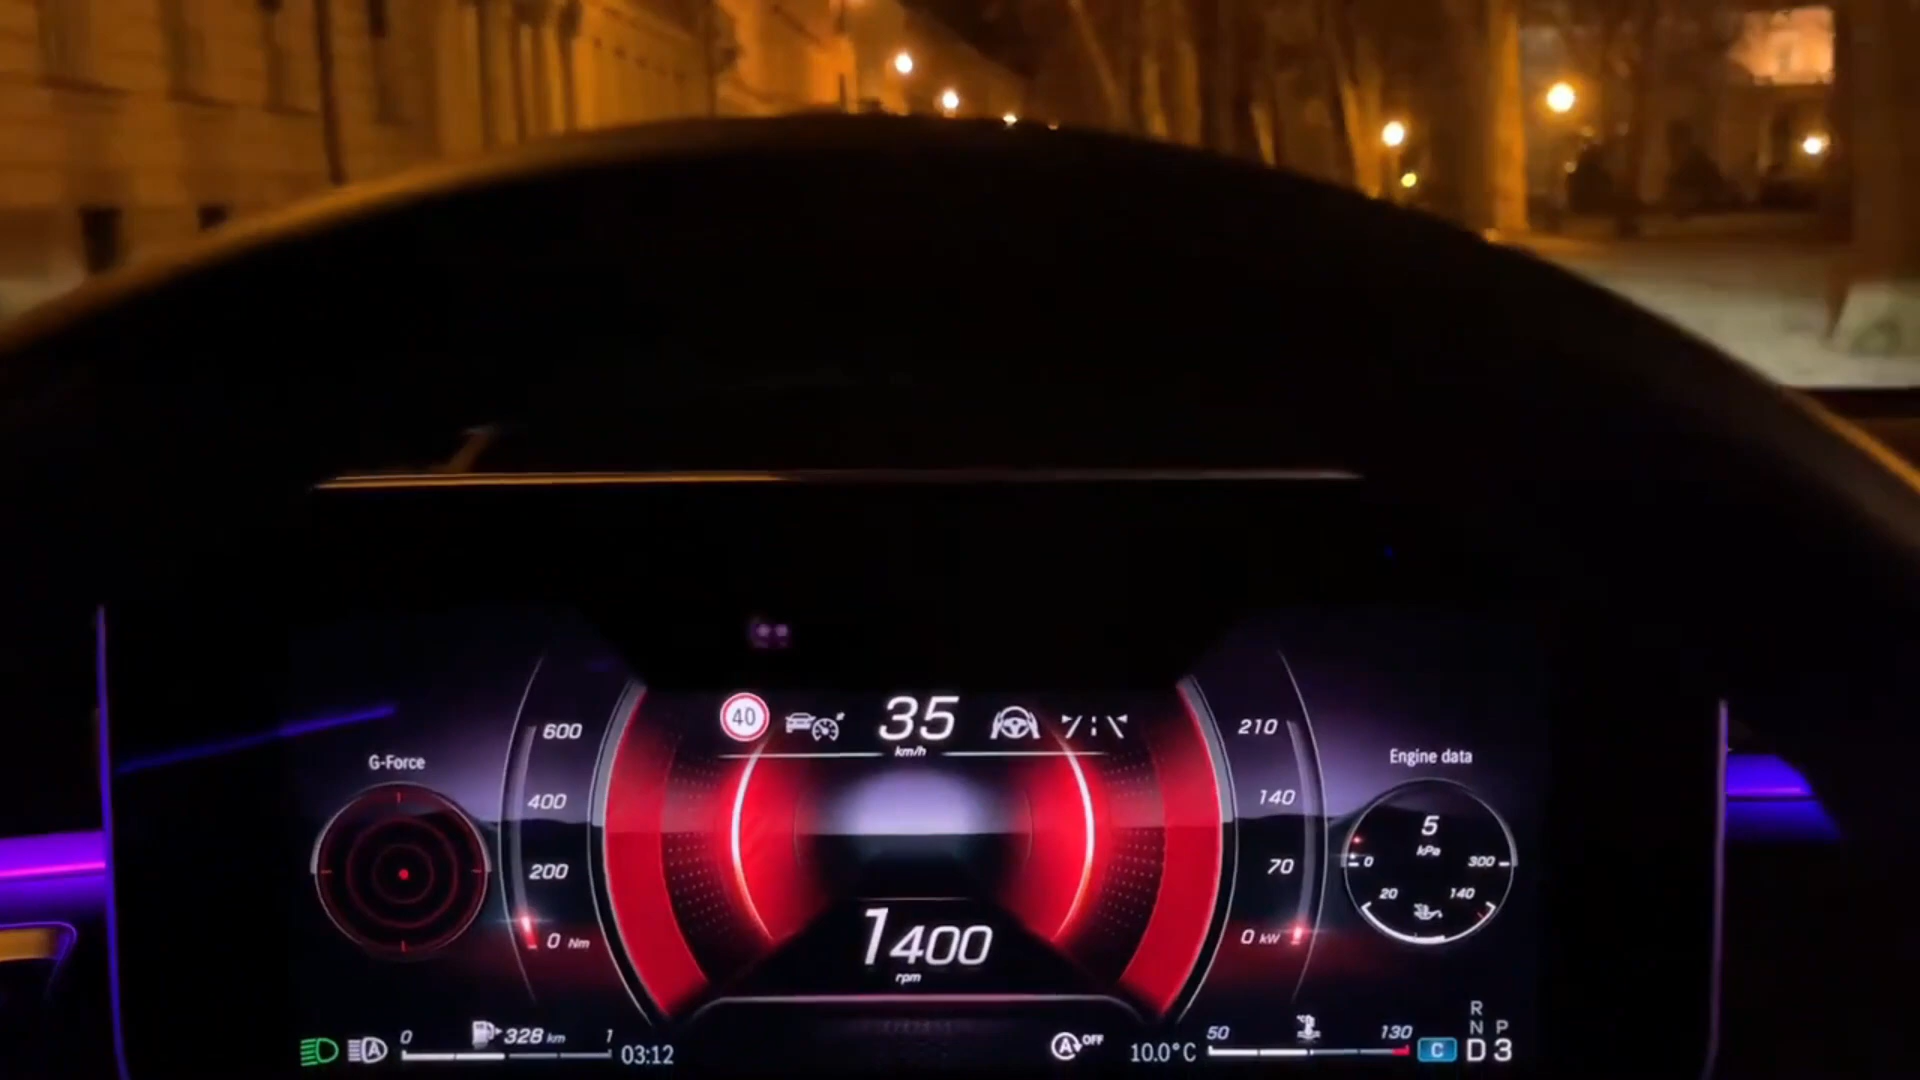 40 35
km/h
G-Force
600
400
200
0 Nm
1400
rpm
210
140
70
0 kW
Engine data
5
kPa
0 300
20 140
A
0 328 km 1
03:12
A OFF
10.0°C
50 130
C
R
N P
D 3